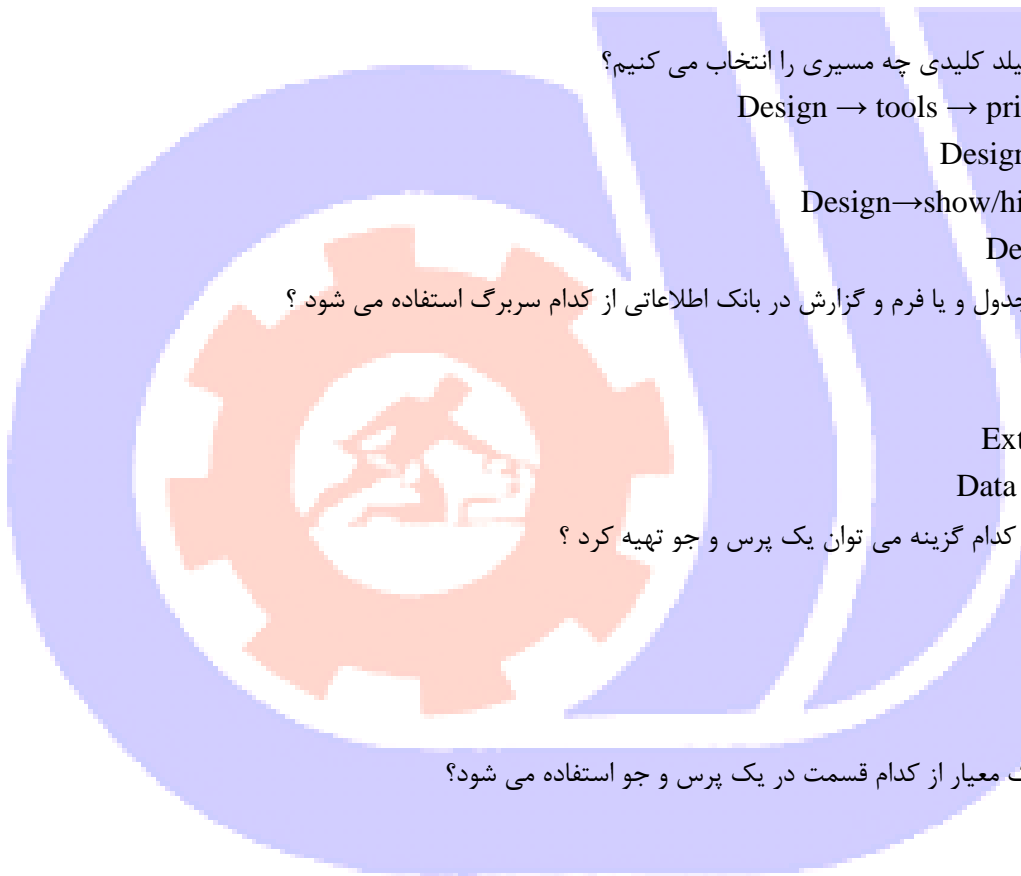 یلد کلیدی چه مسیری را انتخاب می کنیم؟
Design → tools → pri
Design
Design→show/hi
De
جدول و یا فرم و گزارش در بانک اطلاعاتی از کدام سربرگ استفاده می شود ؟
Ext
Data
کدام گزینه می توان یک پرس و جو تهیه کرد ؟
معیار از کدام قسمت در یک پرس و جو استفاده می شود؟